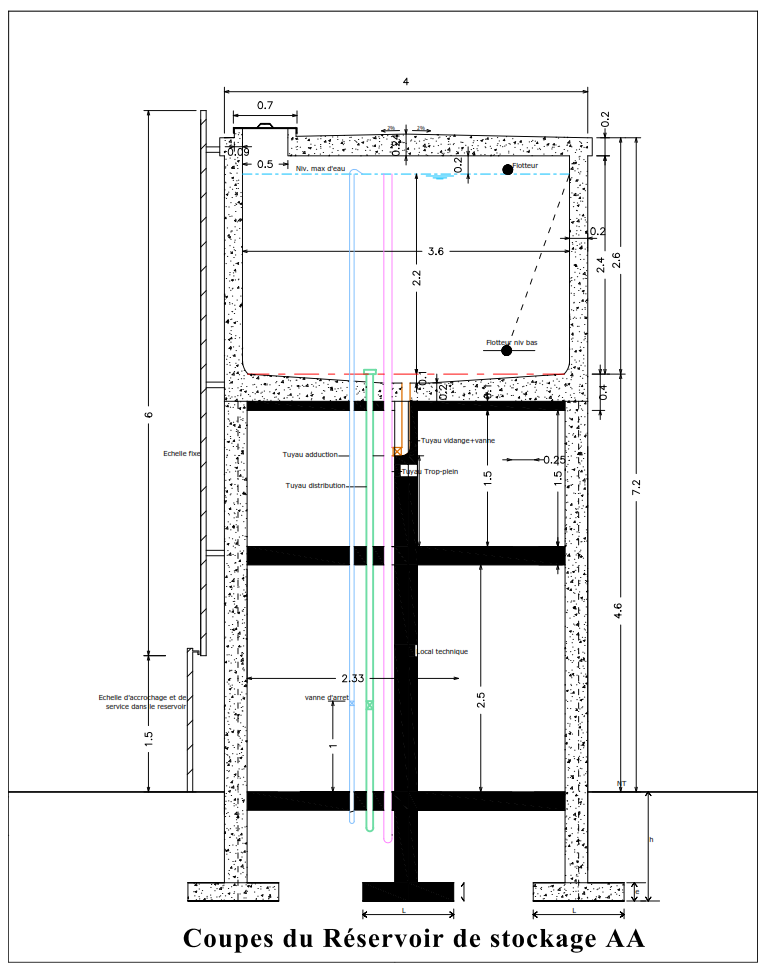 4
0.7
0.2
0.09
0.5
Niv. max d'eau
0.2
Flotteur
0.2
3.6
2.2
2.4
2.6
Flotteur niv bas
0.1
0.2
0.4
6
Echelle fixe
Tuyau vidange+vanne
Tuyau adduction
0.25
Tuyau Trop-plein
1.5
1.5
Tuyau distribution
7.2
4.6
Local technique
2.33
Echelle d'accrochage et de
service dans le reservoir
vanne d'arret
2.5
1.5
1
NT
h
e
L
L
Coupes du Réservoir de stockage AA